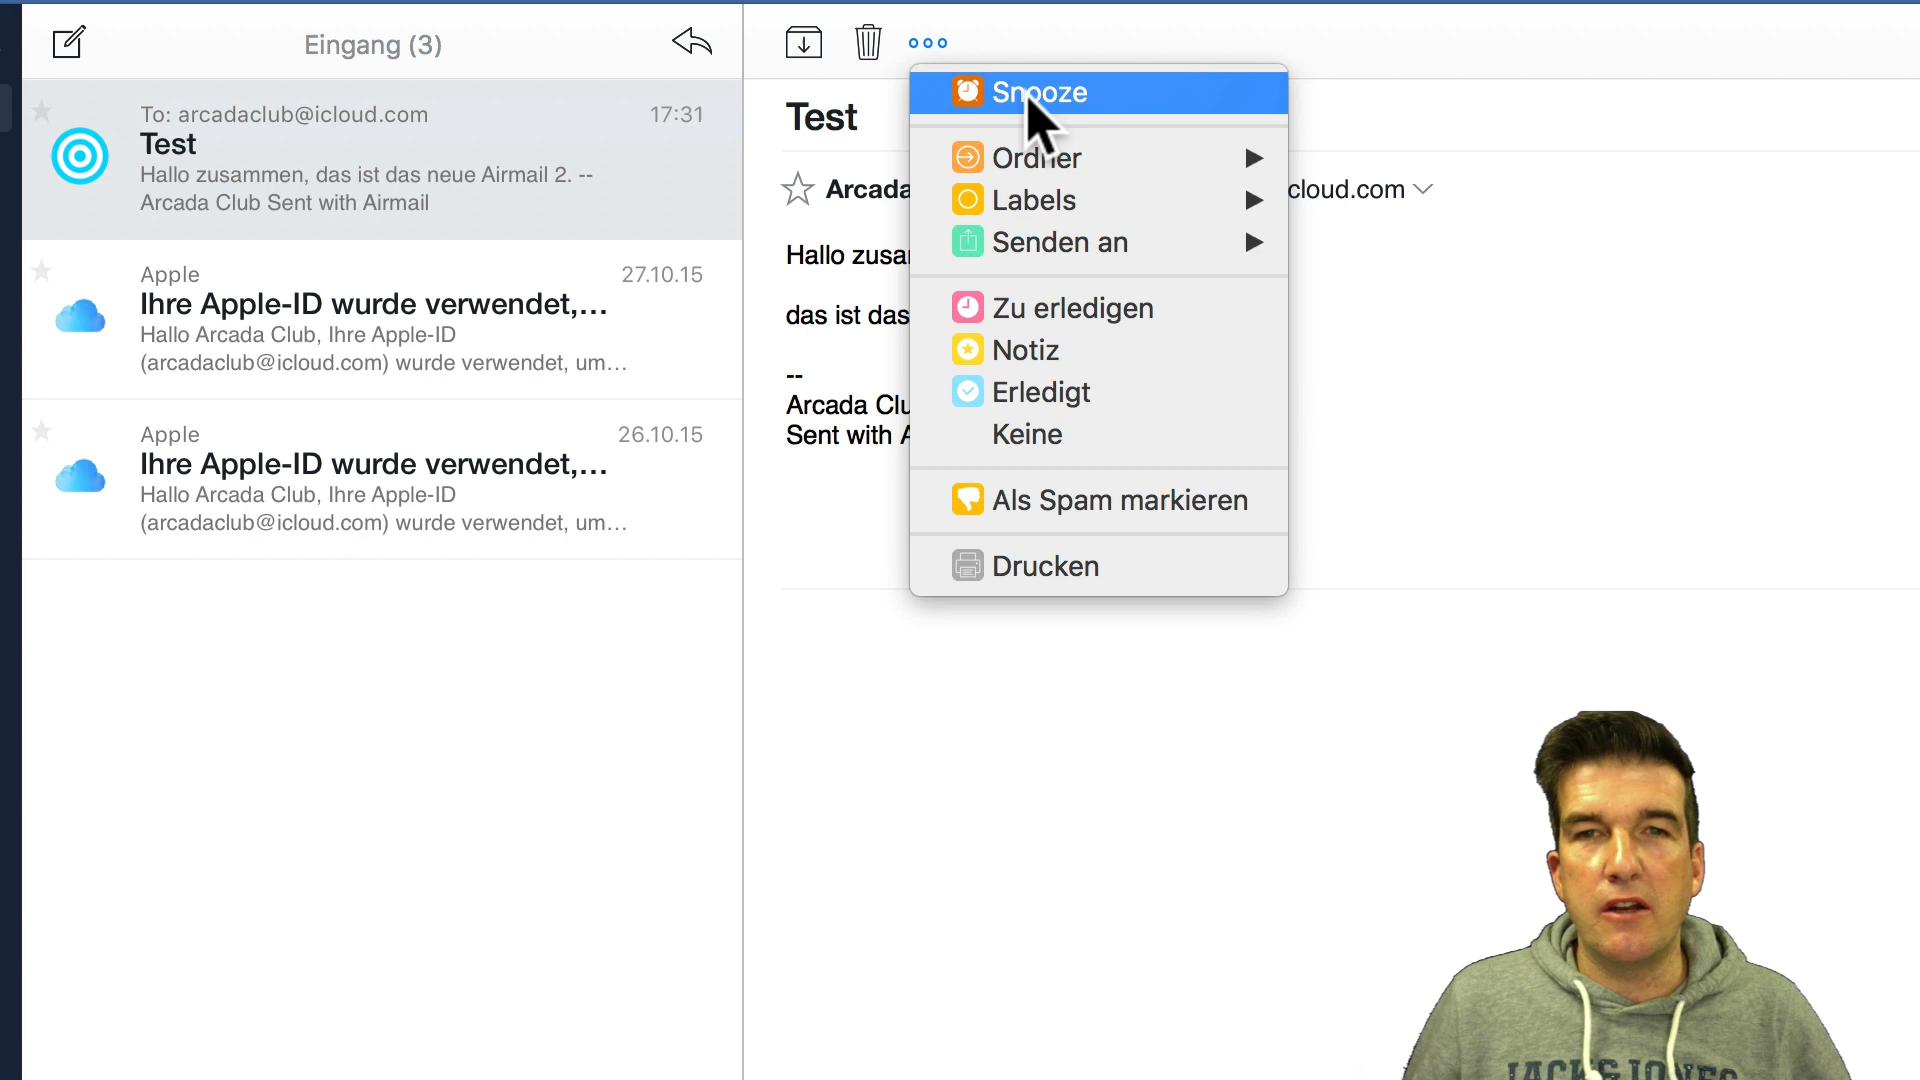 Eingang (3)
To: arcadaclub@icloud.com
17:31
Test
Hallo zusammen, das ist das neue Airmail 2. --
Arcada Club Sent with Airmail
Apple
27.10.15
Ihre Apple-ID wurde verwendet,...
Hallo Arcada Club, Ihre Apple-ID
(arcadaclub@icloud.com) wurde verwendet, um...
Apple
26.10.15
Ihre Apple-ID wurde verwendet,...
Hallo Arcada Club, Ihre Apple-ID
(arcadaclub@icloud.com) wurde verwendet, um...
Test
Arcada
cloud.com
Hallo zusa
das ist das
--
Arcada Clu
Sent with A
Snooze
Ordner
Labels
Senden an
Zu erledigen
Notiz
Erledigt
Keine
Als Spam markieren
Drucken
JACK & JONES